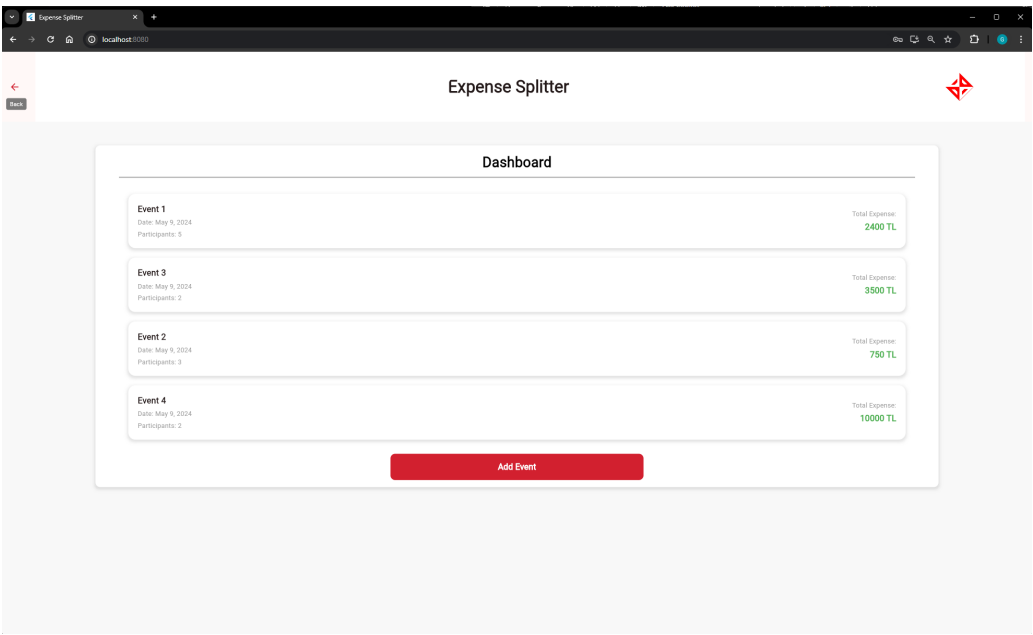 Expense Splitter
localhost:8080
G
Expense Splitter
Back
Dashboard
Event 1
Date: May 9, 2024
Participants: 5
Total Expense:
2400 TL
Event 3
Date: May 9, 2024
Participants: 2
Total Expense:
3500 TL
Event 2
Date: May 9, 2024
Participants: 3
Total Expense:
750 TL
Event 4
Date: May 9, 2024
Participants: 2
Total Expense:
10000 TL
Add Event